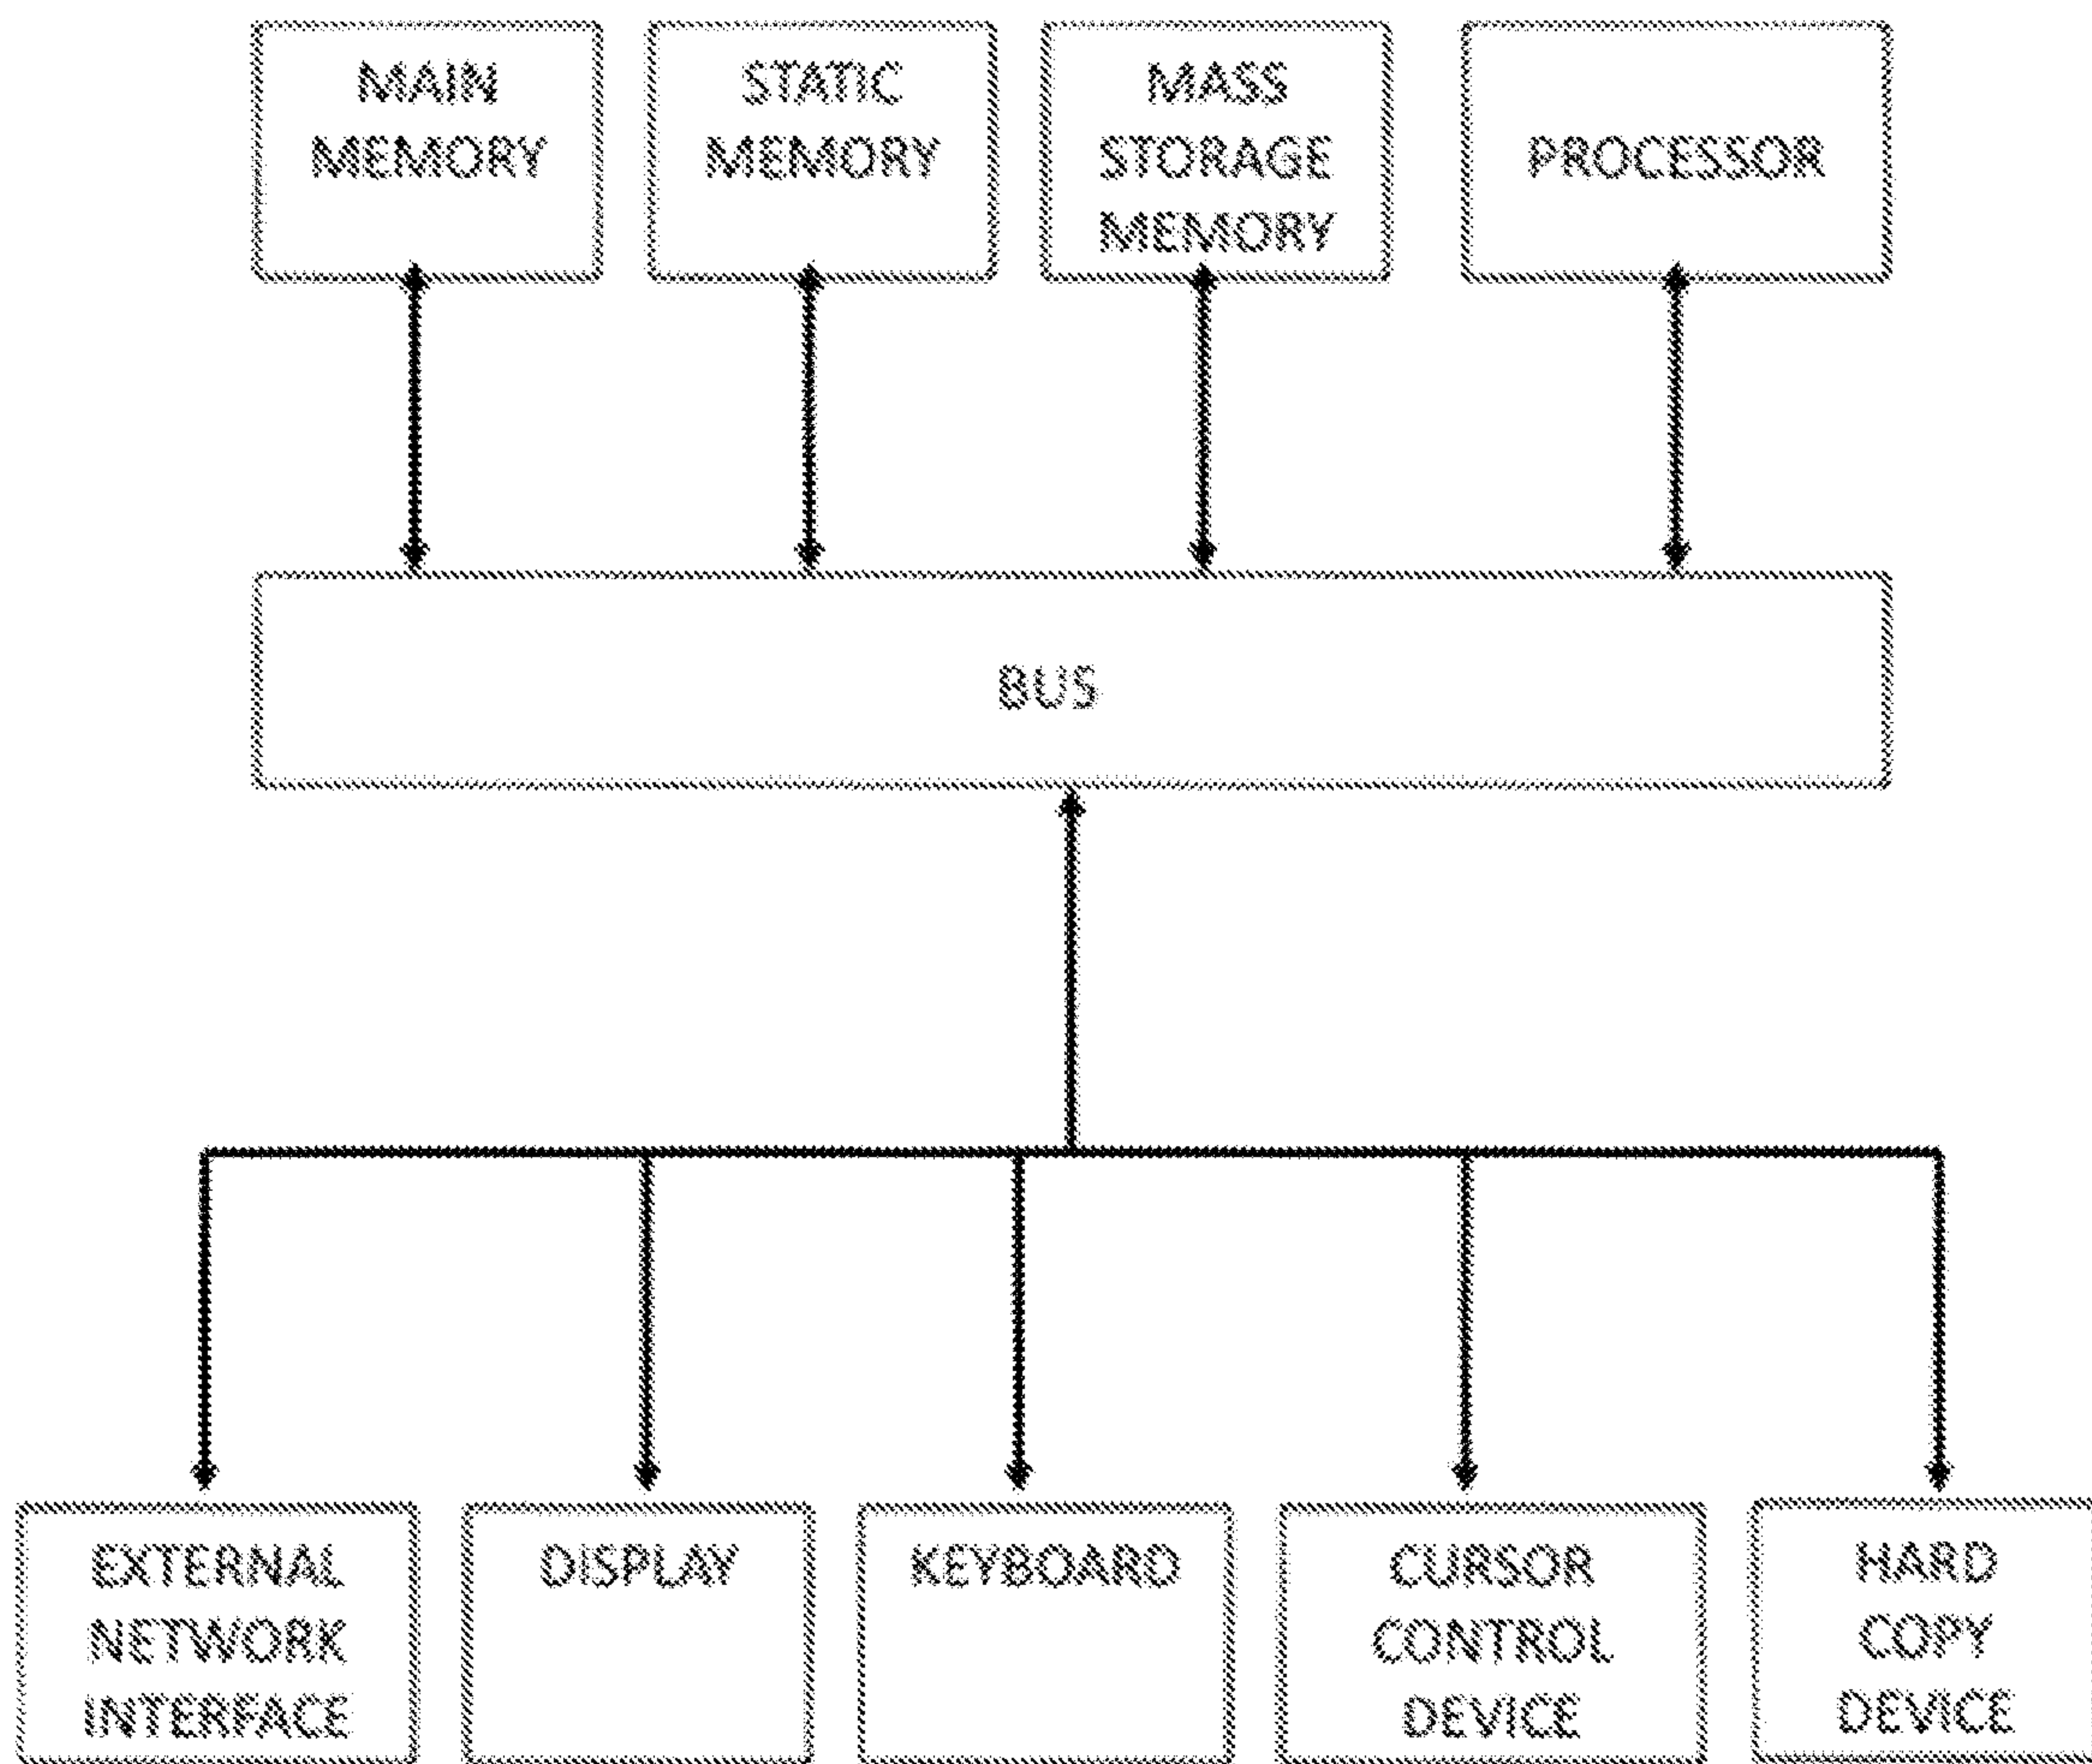 MAIN
MEMORY
STATIC
MEMORY
MASS
STORAGE
MEMORY
PROCESSOR
BUS
EXTERNAL
NETWORK
INTERFACE
DISPLAY
KEYBOARD
CURSOR
CONTROL
DEVICE
HARD
COPY
DEVICE